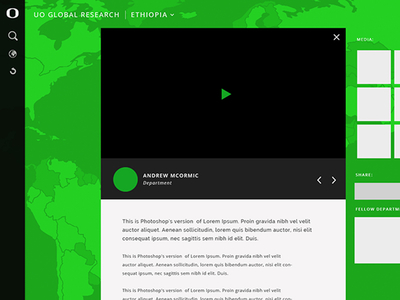 UO GLOBAL RESEARCH | ETHIOPIA
MEDIA:
ANDREW MCORMIC
Department
SHARE:
FELLOW DEPARTM
This is Photoshop's version of Lorem Ipsum. Proin gravida nibh vel velit
auctor aliquet. Aenean sollicitudin, lorem quis bibendum auctor, nisi elit
consequat ipsum, nec sagittis sem nibh id elit. Duis.
This is Photoshop's version of Lorem Ipsum. Proin gravida nibh vel velit
auctor aliquet. Aenean sollicitudin, lorem quis bibendum auctor, nisi elit con-
sequat ipsum, nec sagittis sem nibh id elit. Duis.
This is Photoshop's version of Lorem Ipsum. Proin gravida nibh vel velit
auctor aliquet. Aenean sollicitudin, lorem quis bibendum auctor, nisi elit con-